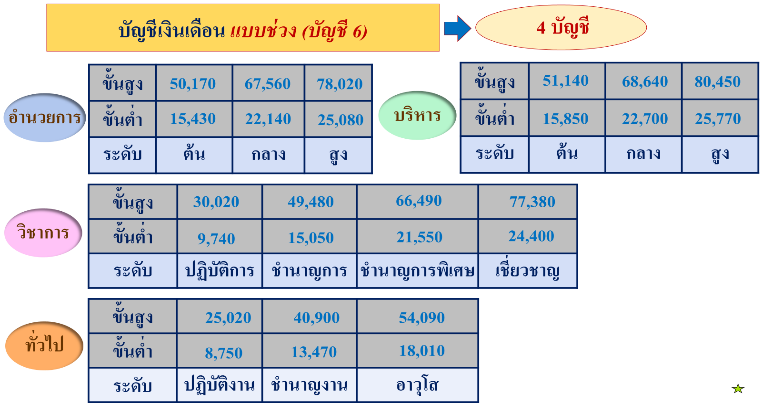 บัญชีเงินเดือน แบบช่วง (บัญชี 6)
4 บัญชี
อำนวยการ
ขั้นสูง 50,170 67,560 78,020
ขั้นต่ำ 15,430 22,140 25,080
ระดับ ต้น กลาง สูง
บริหาร
ขั้นสูง 51,140 68,640 80,450
ขั้นต่ำ 15,850 22,700 25,770
ระดับ ต้น กลาง สูง
วิชาการ
ขั้นสูง 30,020 49,480 66,490 77,380
ขั้นต่ำ 9,740 15,050 21,550 24,400
ระดับ ปฏิบัติการ ชำนาญการ ชำนาญการพิเศษ เชี่ยวชาญ
ทั่วไป
ขั้นสูง 25,020 40,900 54,090
ขั้นต่ำ 8,750 13,470 18,010
ระดับ ปฏิบัติงาน ชำนาญงาน อาวุโส